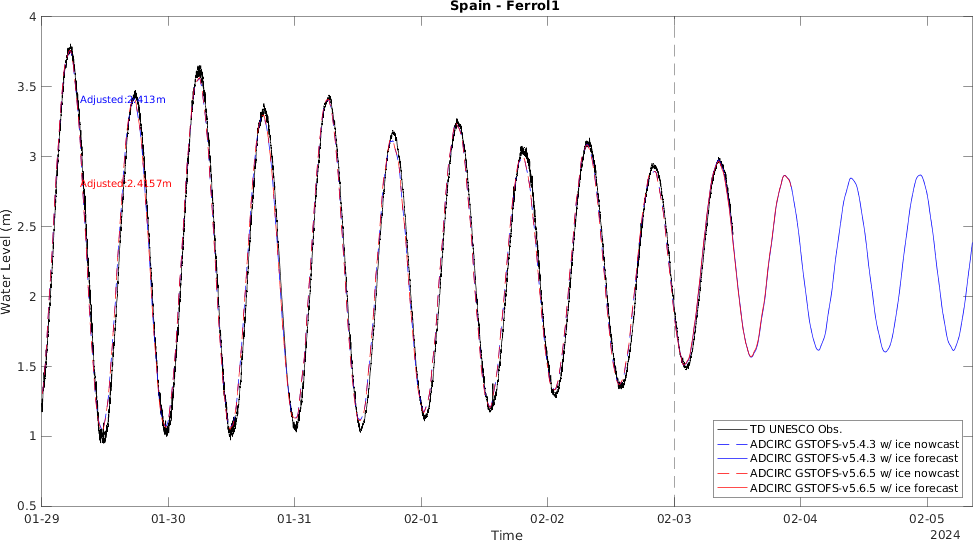 Spain - Ferrol1
4
3.5
3
2.5
2
1.5
1
0.5
Water Level (m)
Adjusted:2.413m
Adjusted:2.4157m
TD UNESCO Obs.
ADCIRC GSTOFS-v5.4.3 w/ ice nowcast
ADCIRC GSTOFS-v5.4.3 w/ ice forecast
ADCIRC GSTOFS-v5.6.5 w/ ice nowcast
ADCIRC GSTOFS-v5.6.5 w/ ice forecast
01-29 01-30 01-31 02-01 02-02 02-03 02-04 02-05
Time
2024